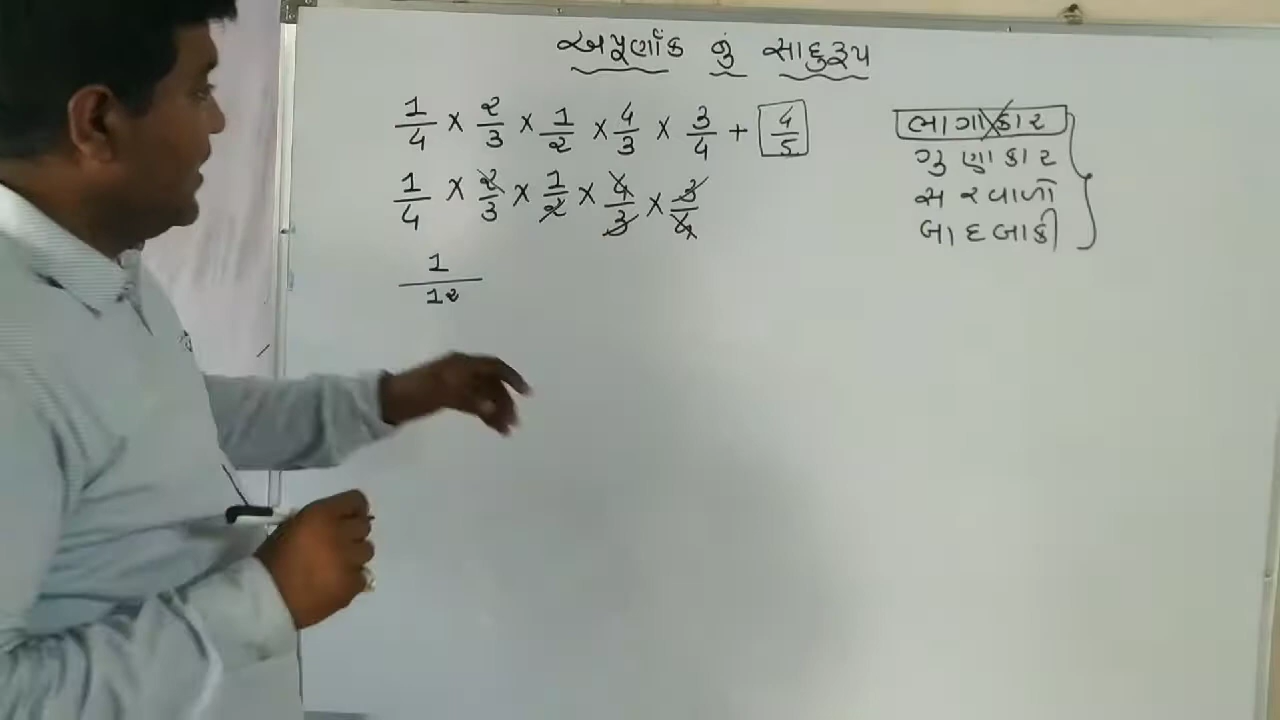 અપૂર્ણાંક નું સાદુરૂપ
1/4 × ૨/3 × 1/૨ × 4/3 × 3/4 + 4/5
1/4 × ૨/3 × 1/૨ × 4/3 × 3/4
1/1૨
ભાગાકાર
ગુણાકાર
સરવાળો
બાદબાકી